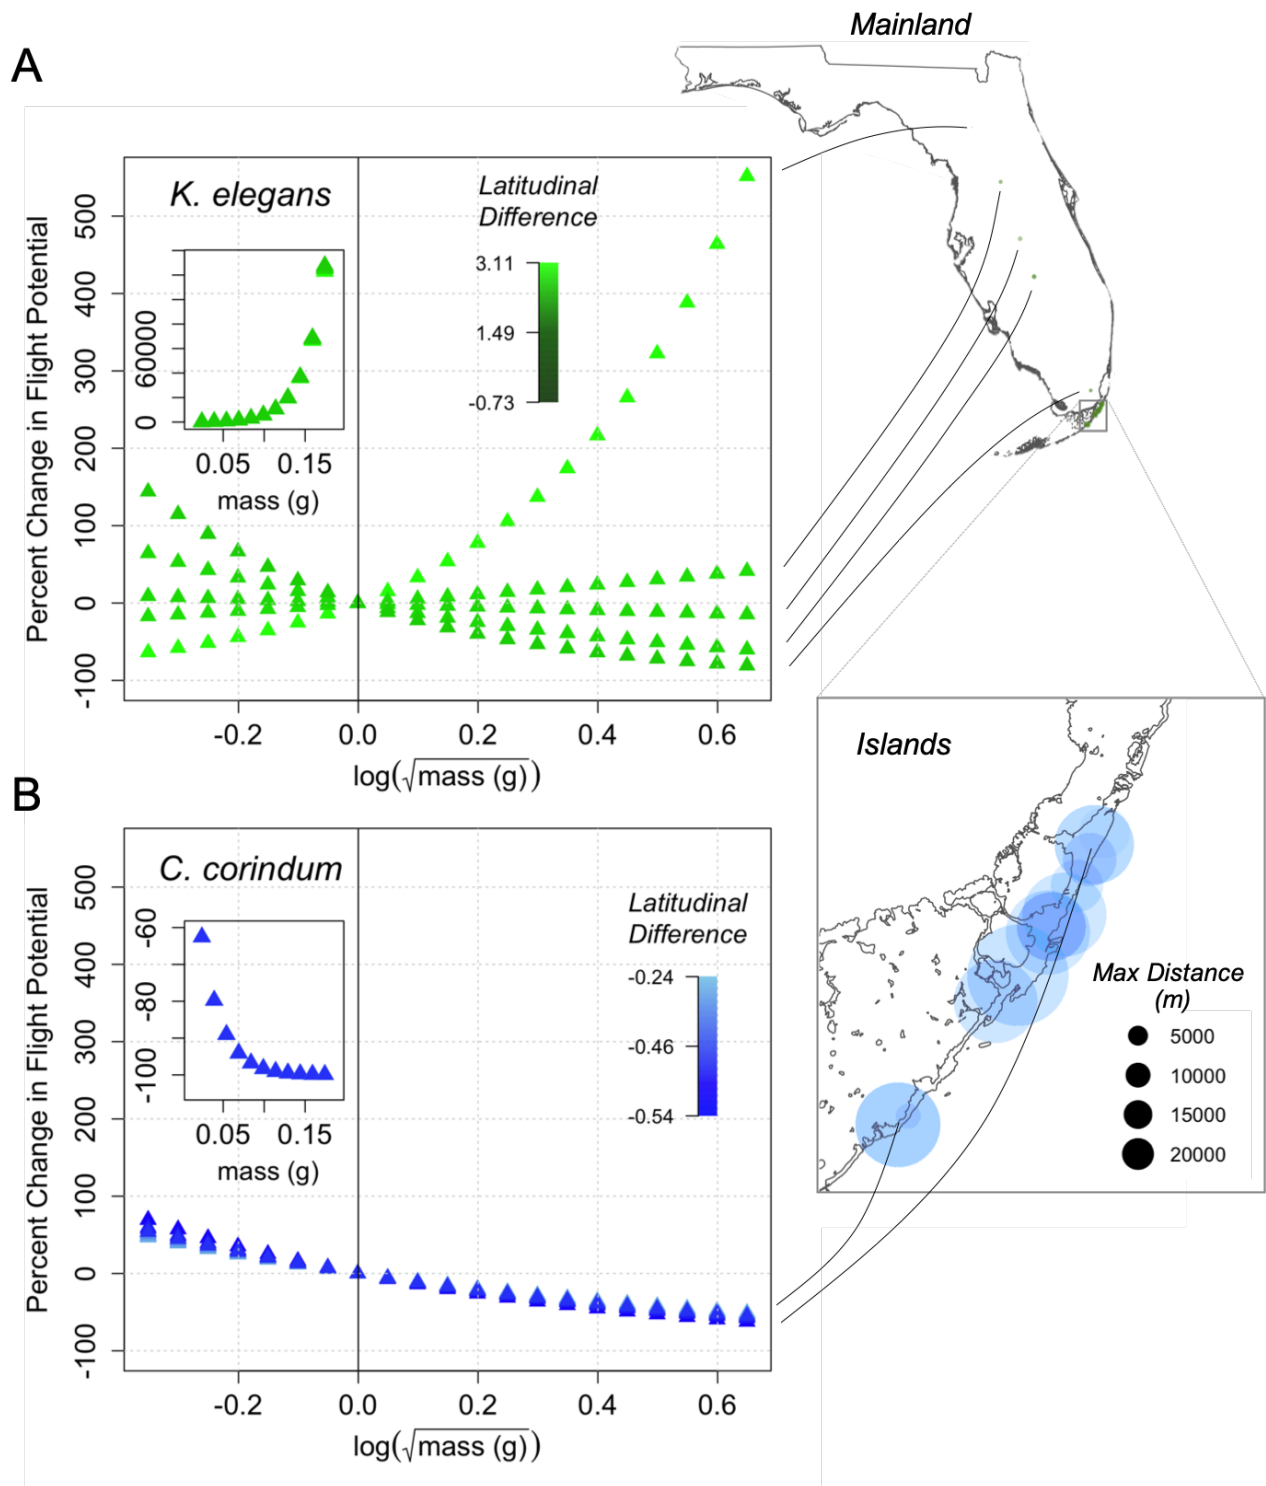 Mainland
A
K. elegans
Latitudinal
Difference
3.11
1.49
-0.73
Percent Change in Flight Potential
500
400
300
200
100
0
-100
60000
0
0.05
0.15
mass (g)
-0.2
0.0
0.2
0.4
0.6
log(√mass (g))
B
C. corindum
Latitudinal
Difference
-0.24
-0.46
-0.54
Percent Change in Flight Potential
500
400
300
200
100
0
-100
-60
-80
-100
0.05
0.15
mass (g)
-0.2
0.0
0.2
0.4
0.6
log(√mass (g))
Islands
Max Distance
(m)
5000
10000
15000
20000